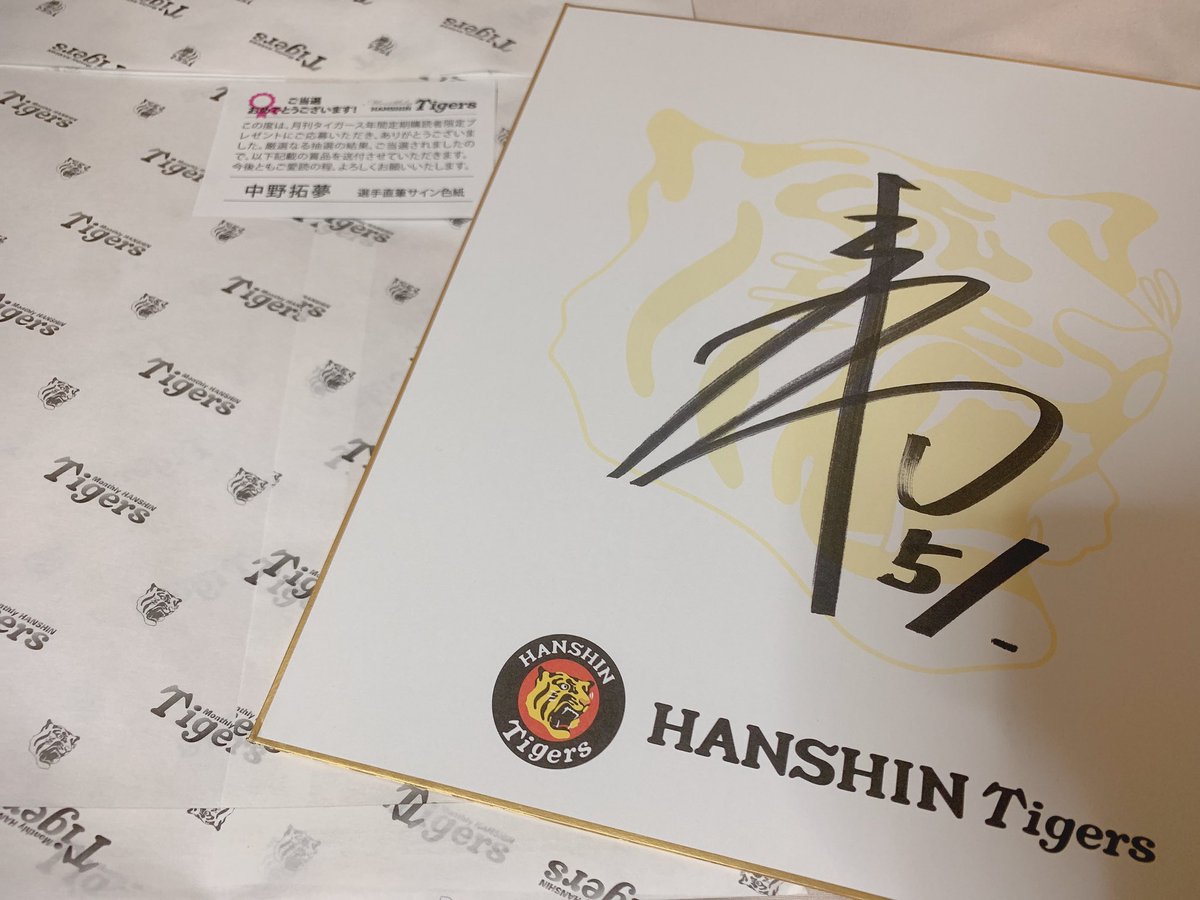 ご当選
おめでとうございます!
Monthly
HANSHIN Tigers
この度は、月刊タイガース年間定期購読者限定プ
レゼントにご応募いただき、ありがとうございま
した。厳選なる抽選の結果、ご当選されましたの
で。以下記載の賞品を送付させていただきます。
今後ともご愛読の程、よろしくお願いいたします。
中野拓夢 選手直筆サイン色紙
51
HANSHIN
Tigers
HANSHIN Tigers
Monthly HANSHIN
Tigers